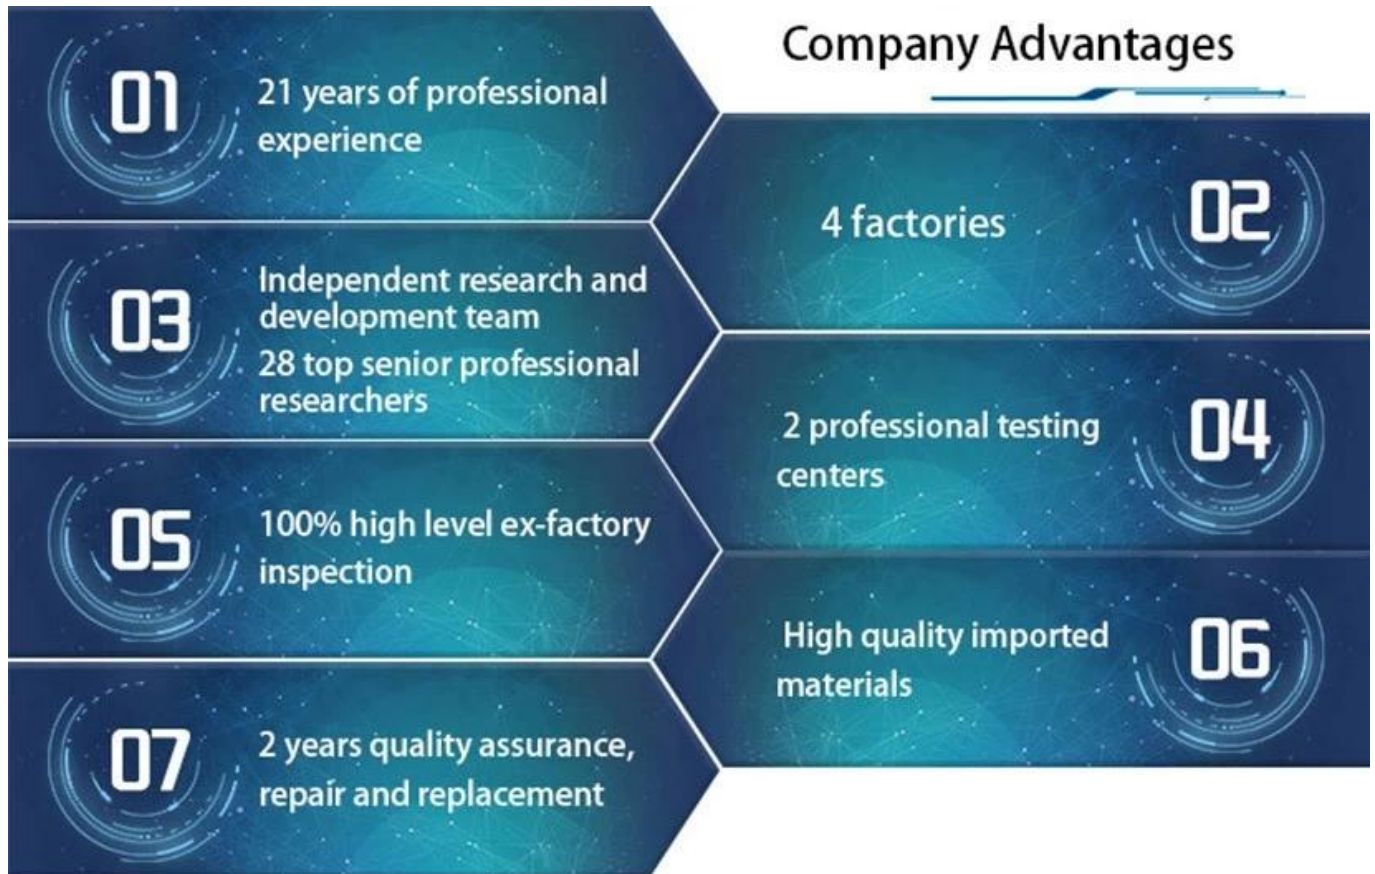 Company Advantages
01
21 years of professional
experience
02
4 factories
03
Independent research and
development team
28 top senior professional
researchers
04
2 professional testing
centers
05
100% high level ex-factory
inspection
06
High quality imported
materials
07
2 years quality assurance,
repair and replacement